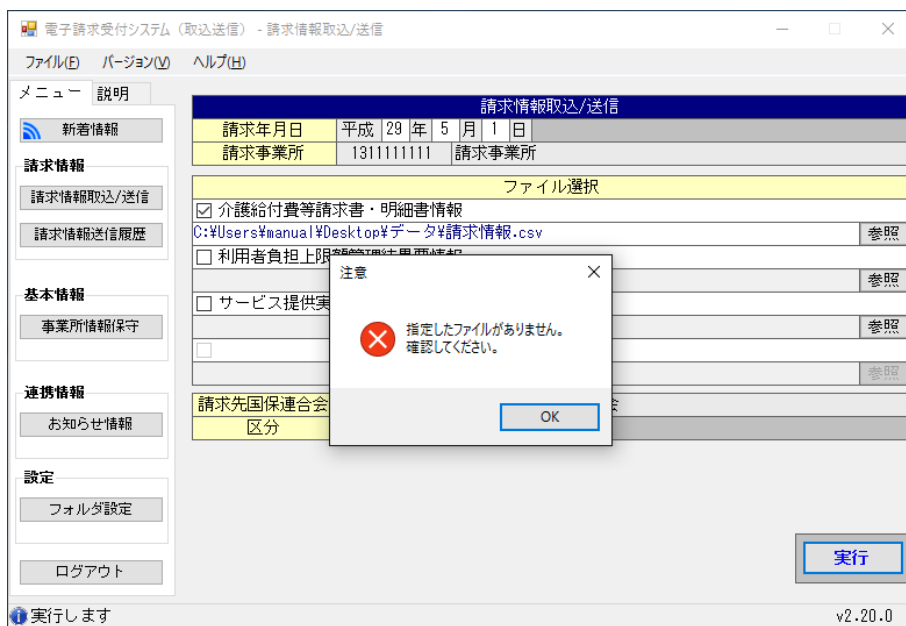 電子請求受付システム（取込送信） - 請求情報取込/送信
ファイル(F) バージョン(V) ヘルプ(H)
メニュー 説明
新着情報
請求情報
請求情報取込/送信
請求情報送信履歴
基本情報
事業所情報保守
連携情報
お知らせ情報
設定
フォルダ設定
ログアウト
請求情報取込/送信
請求年月日 平成 29 年 5 月 1 日
請求事業所 1311111111 請求事業所
ファイル選択
介護給付費等請求書・明細書情報
C:¥Users¥manual¥Desktop¥データ¥請求情報.csv 参照
利用者負担上限
参照
サービス提供実
参照
参照
請求先国保連合会
区分
注意
指定したファイルがありません。
確認してください。
OK
実行
実行します v2.20.0